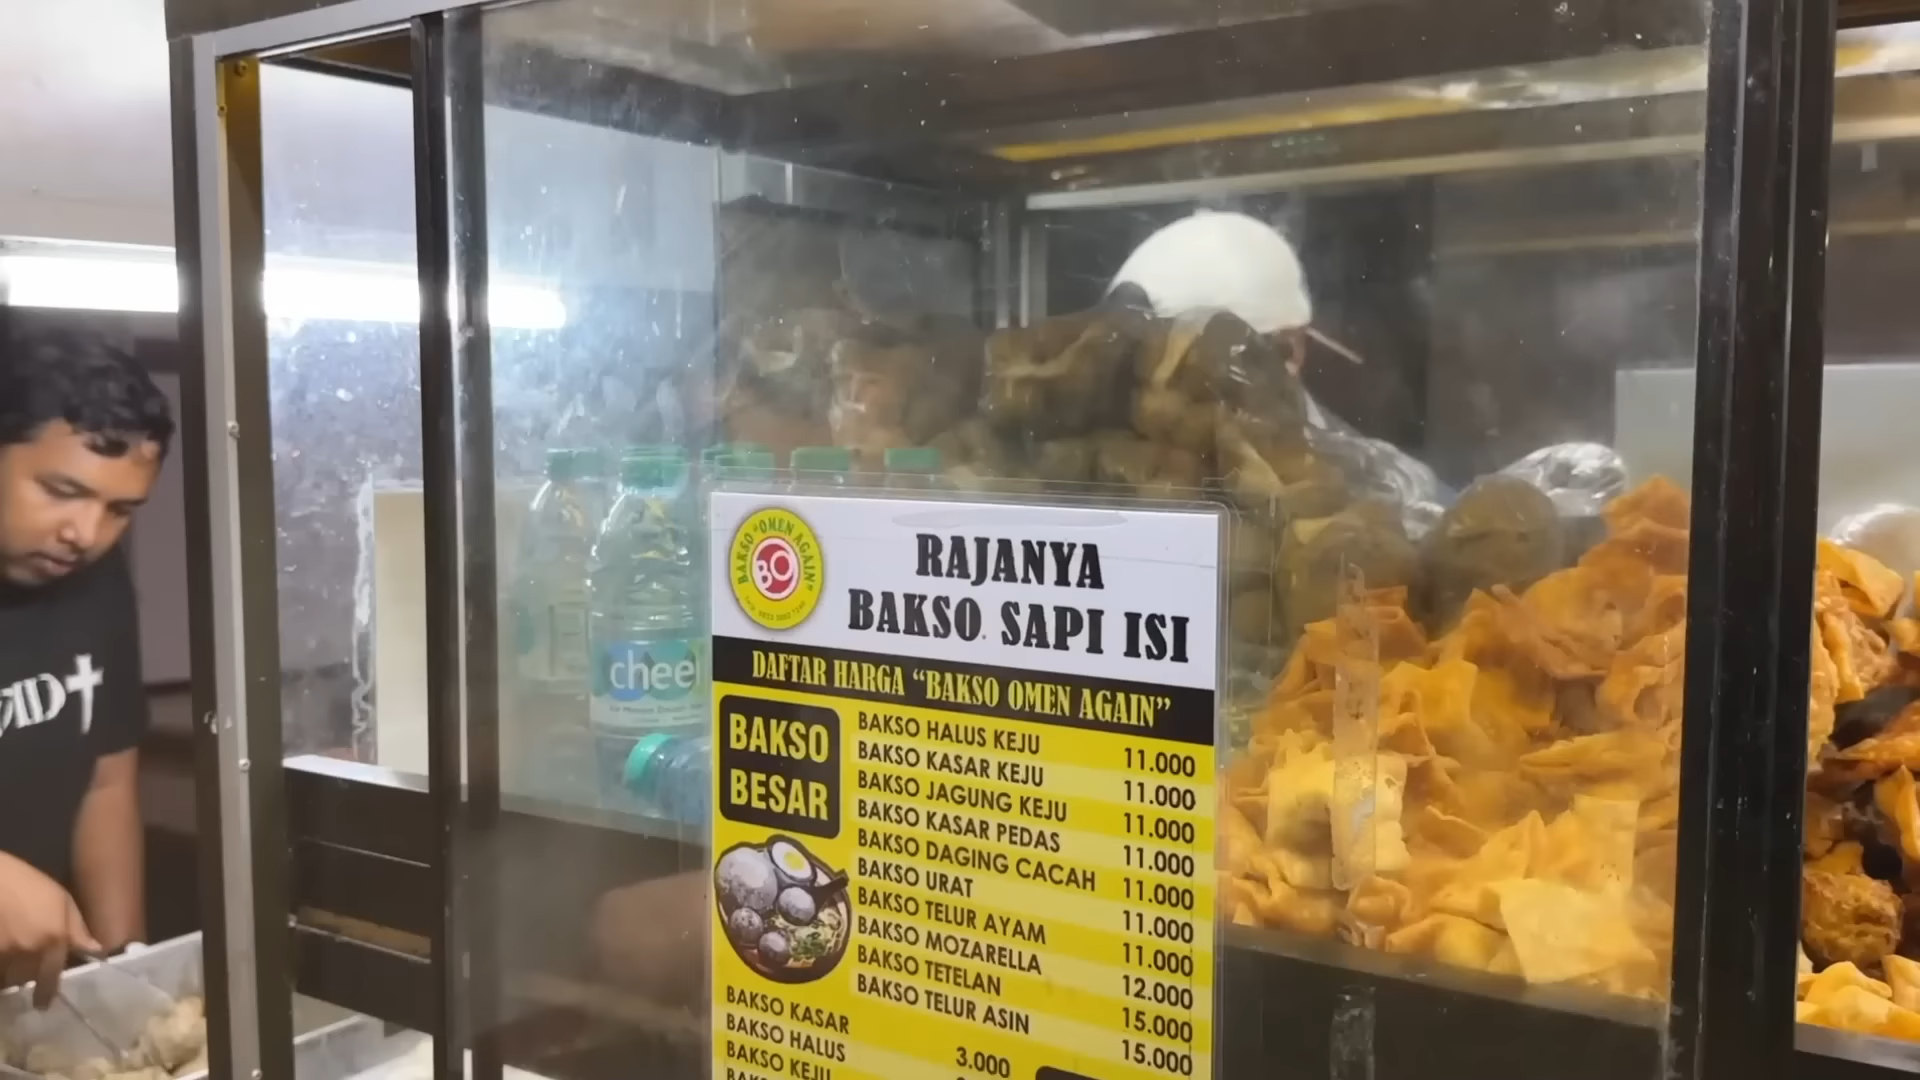 BAKSO "OMEN AGAIN"
BO
RAJANYA
BAKSO SAPI ISI
DAFTAR HARGA “BAKSO OMEN AGAIN”
BAKSO
BESAR
BAKSO HALUS KEJU 11.000
BAKSO KASAR KEJU 11.000
BAKSO JAGUNG KEJU 11.000
BAKSO KASAR PEDAS 11.000
BAKSO DAGING CACAH 11.000
BAKSO URAT 11.000
BAKSO TELUR AYAM 11.000
BAKSO MOZARELLA 12.000
BAKSO TETELAN 15.000
BAKSO TELUR ASIN 15.000
BAKSO KASAR 3.000
BAKSO HALUS
BAKSO KEJU
chee